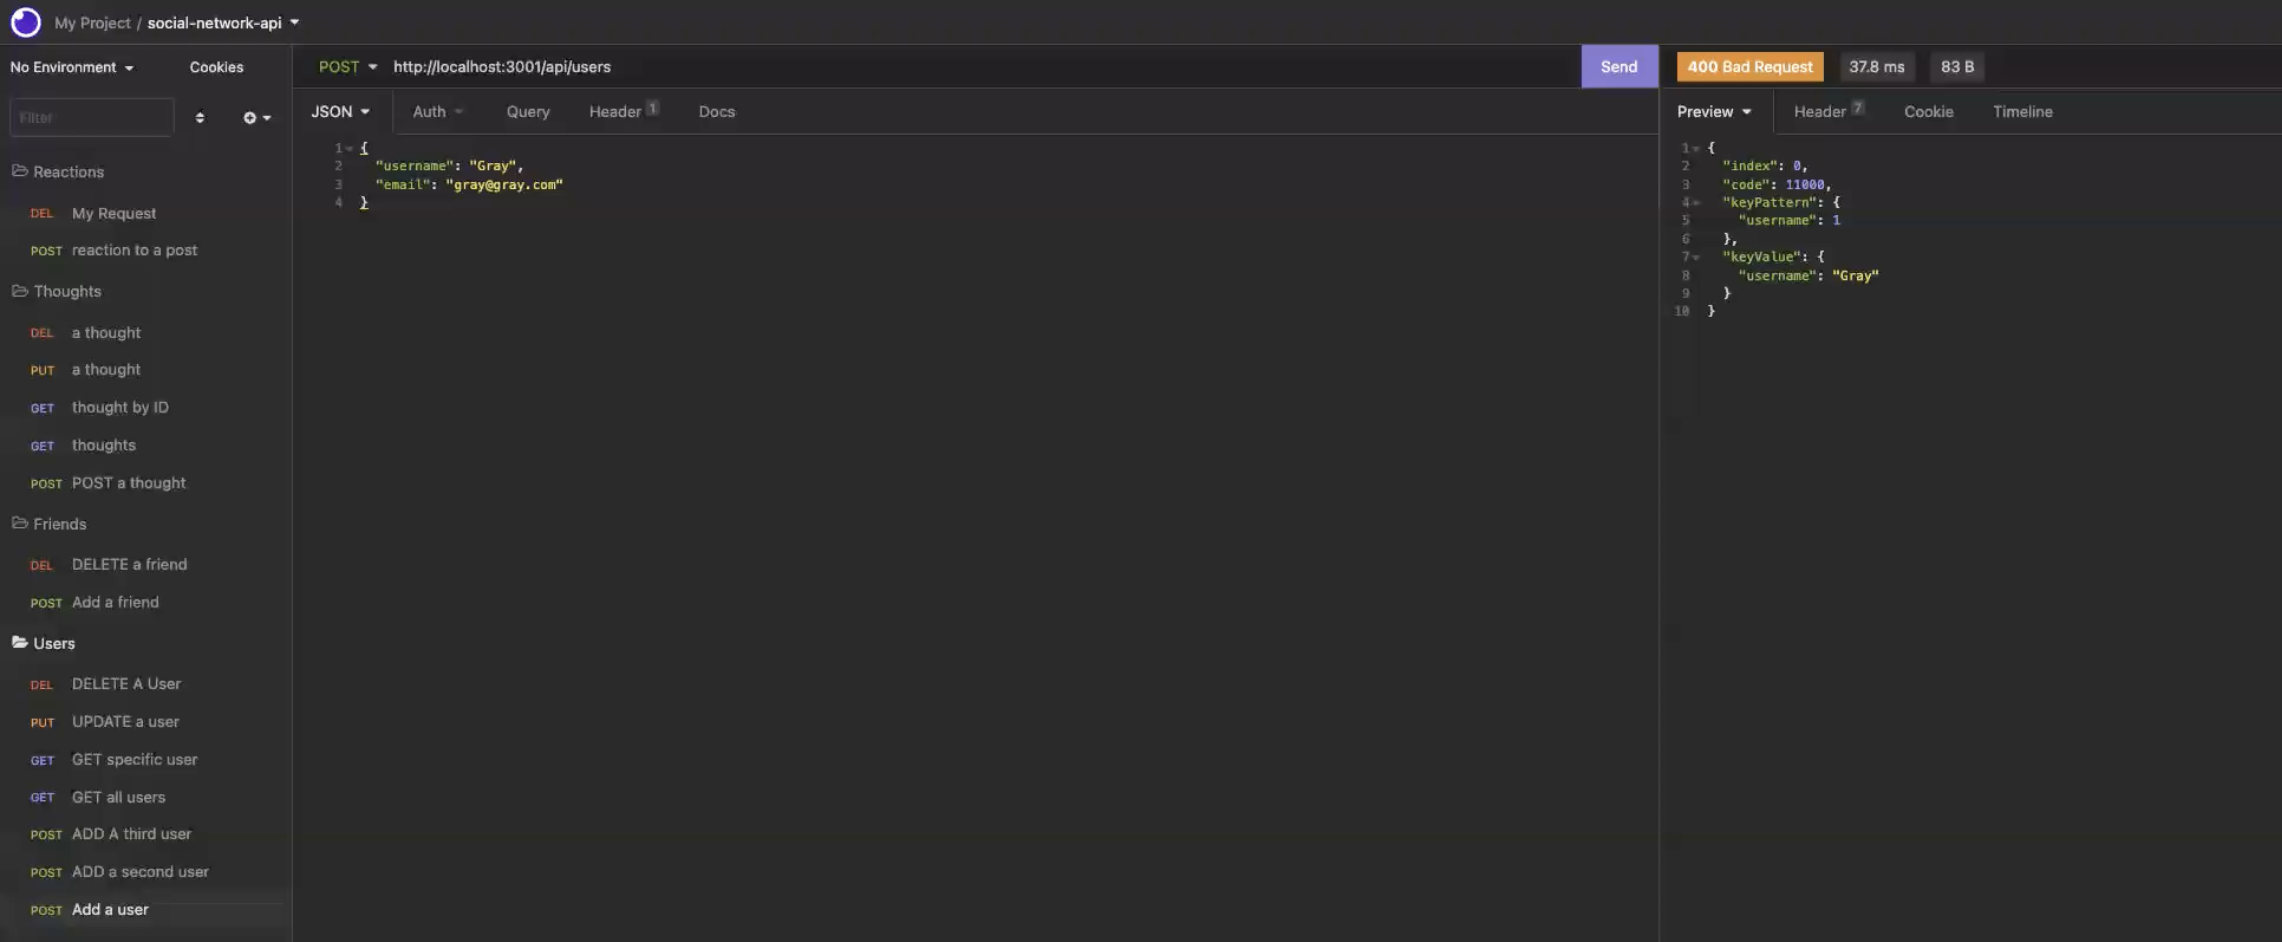 My Project / social-network-api
No Environment
Cookies
Filter
Reactions
DEL My Request
POST reaction to a post
Thoughts
DEL a thought
PUT a thought
GET thought by ID
GET thoughts
POST POST a thought
Friends
DEL DELETE a friend
POST Add a friend
Users
DEL DELETE A User
PUT UPDATE a user
GET GET specific user
GET GET all users
POST ADD A third user
POST ADD a second user
POST Add a user
POST http://localhost:3001/api/users
Send
JSON Auth Query Header 1 Docs
1 {
2 "username": "Gray",
3 "email": "gray@gray.com"
4 }
400 Bad Request 37.8 ms 83 B
Preview Header 7 Cookie Timeline
1 {
2 "index": 0,
3 "code": 11000,
4 "keyPattern": {
5 "username": 1
6 },
7 "keyValue": {
8 "username": "Gray"
9 }
10 }